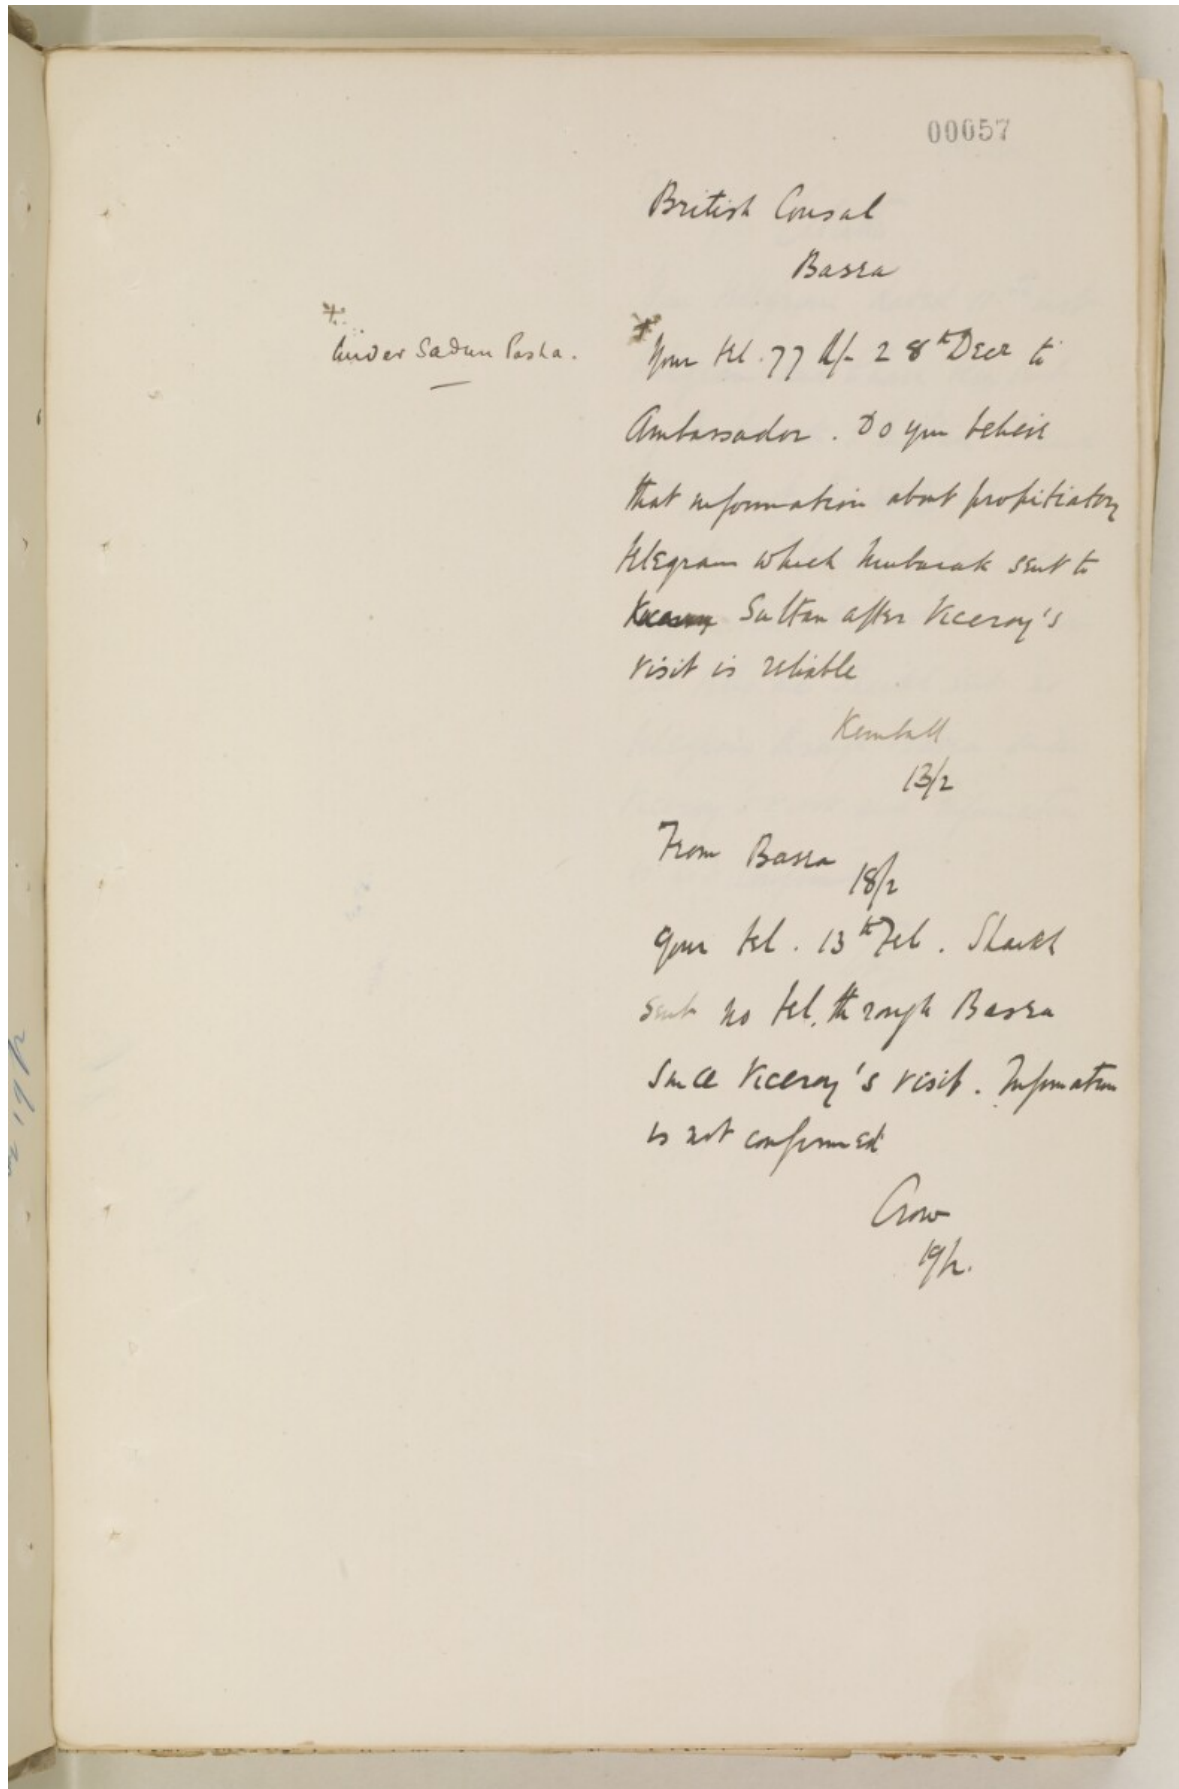 00057
British Consul
Basra
+
Under Sadun Pasha.
+
Your tel. 77 d/- 28th Decr to
Ambassador. Do you believe
that information about propitiatory
telegram which Mubarak sent to
Viceroy Sultan after Viceroy's
visit is reliable
Kemball
13/2
From Basra
18/2
Your tel. 13th Feb. Shaikh
sent no tel. through Basra
since Viceroy's visit. Information
is not confirmed
Crow
19/2.